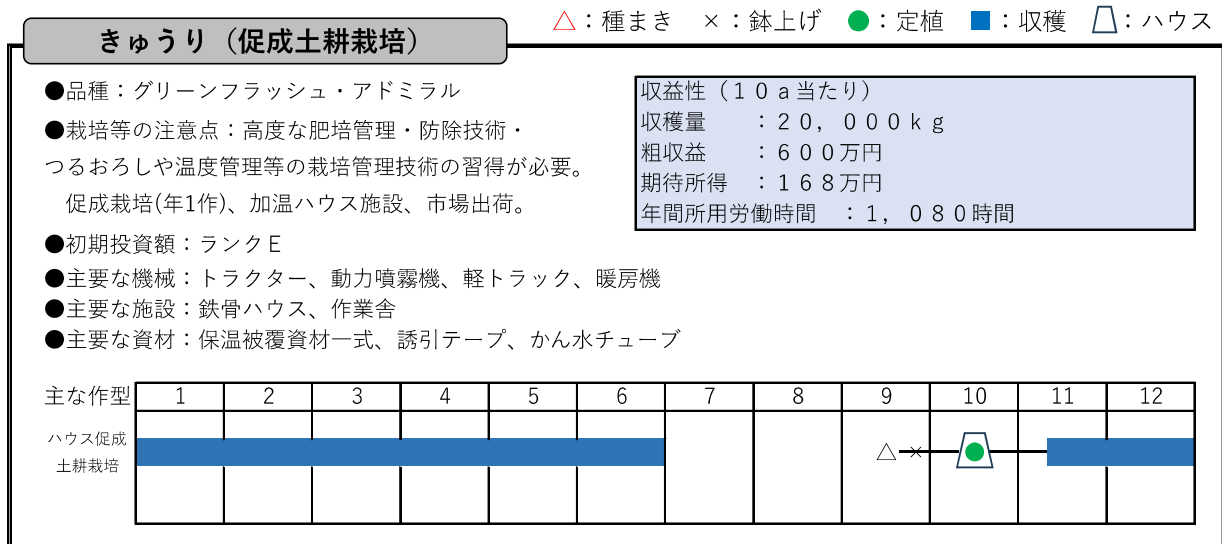 △：種まき ×：鉢上げ ●：定植 ■：収穫 ：ハウス
きゅうり（促成土耕栽培）
●品種：グリーンフラッシュ・アドミラル
●栽培等の注意点：高度な肥培管理・防除技術・
つるおろしや温度管理等の栽培管理技術の習得が必要。
促成栽培(年1作)、加温ハウス施設、市場出荷。
●初期投資額：ランクＥ
●主要な機械：トラクター、動力噴霧機、軽トラック、暖房機
●主要な施設：鉄骨ハウス、作業舎
●主要な資材：保温被覆資材一式、誘引テープ、かん水チューブ
収益性（１０ａ当たり）
収穫量　　：２０，０００ｋｇ
粗収益　　：６００万円
期待所得　：１６８万円
年間所用労働時間　：１，０８０時間
主な作型 1 2 3 4 5 6 7 8 9 10 11 12
ハウス促成
土耕栽培